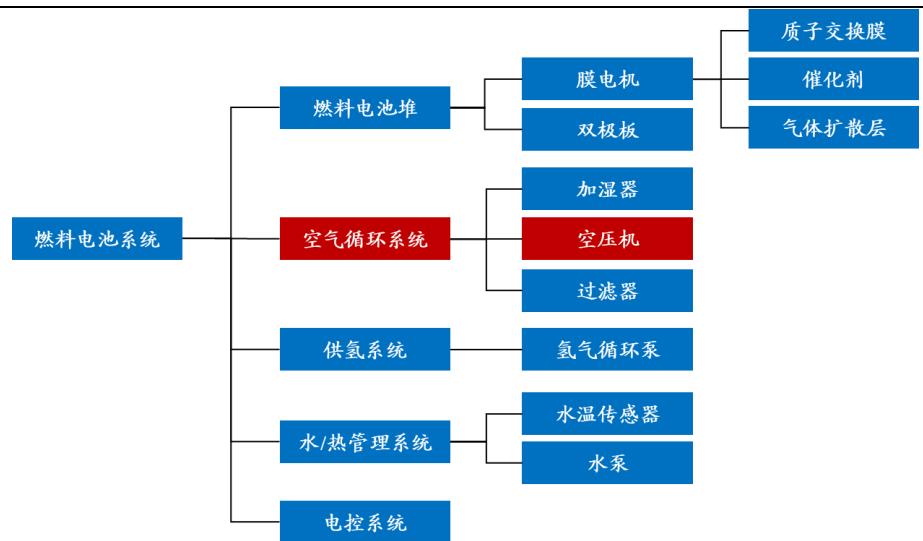 燃料电池系统
燃料电池堆
膜电机
质子交换膜
催化剂
气体扩散层
双极板
空气循环系统
加湿器
空压机
过滤器
供氢系统
氢气循环泵
水/热管理系统
水温传感器
水泵
电控系统